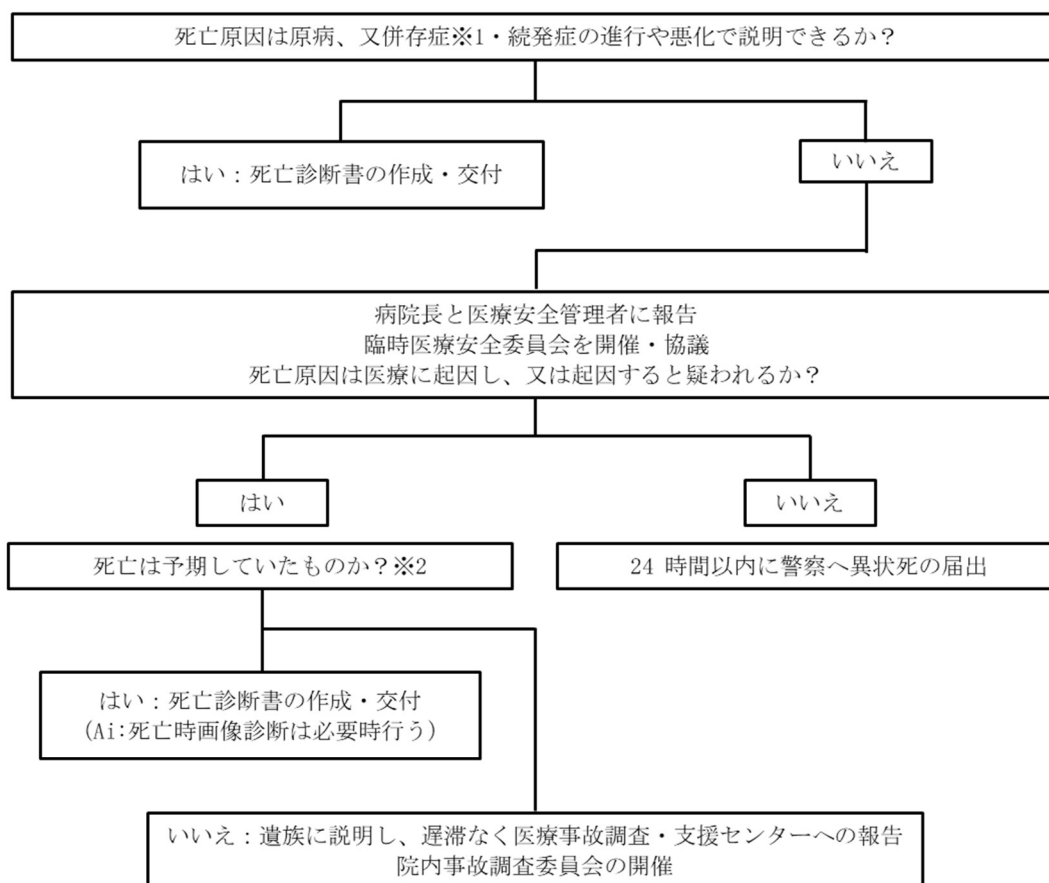 死亡原因は原病、又併存症※1・続発症の進行や悪化で説明できるか？
はい：死亡診断書の作成・交付
いいえ
病院長と医療安全管理者に報告
臨時医療安全委員会を開催・協議
死亡原因は医療に起因し、又は起因すると疑われるか？
はい
いいえ
死亡は予期していたものか？※2
24 時間以内に警察へ異状死の届出
はい：死亡診断書の作成・交付
(Ai:死亡時画像診断は必要時行う)
いいえ：遺族に説明し、遅滞なく医療事故調査・支援センターへの報告
院内事故調査委員会の開催